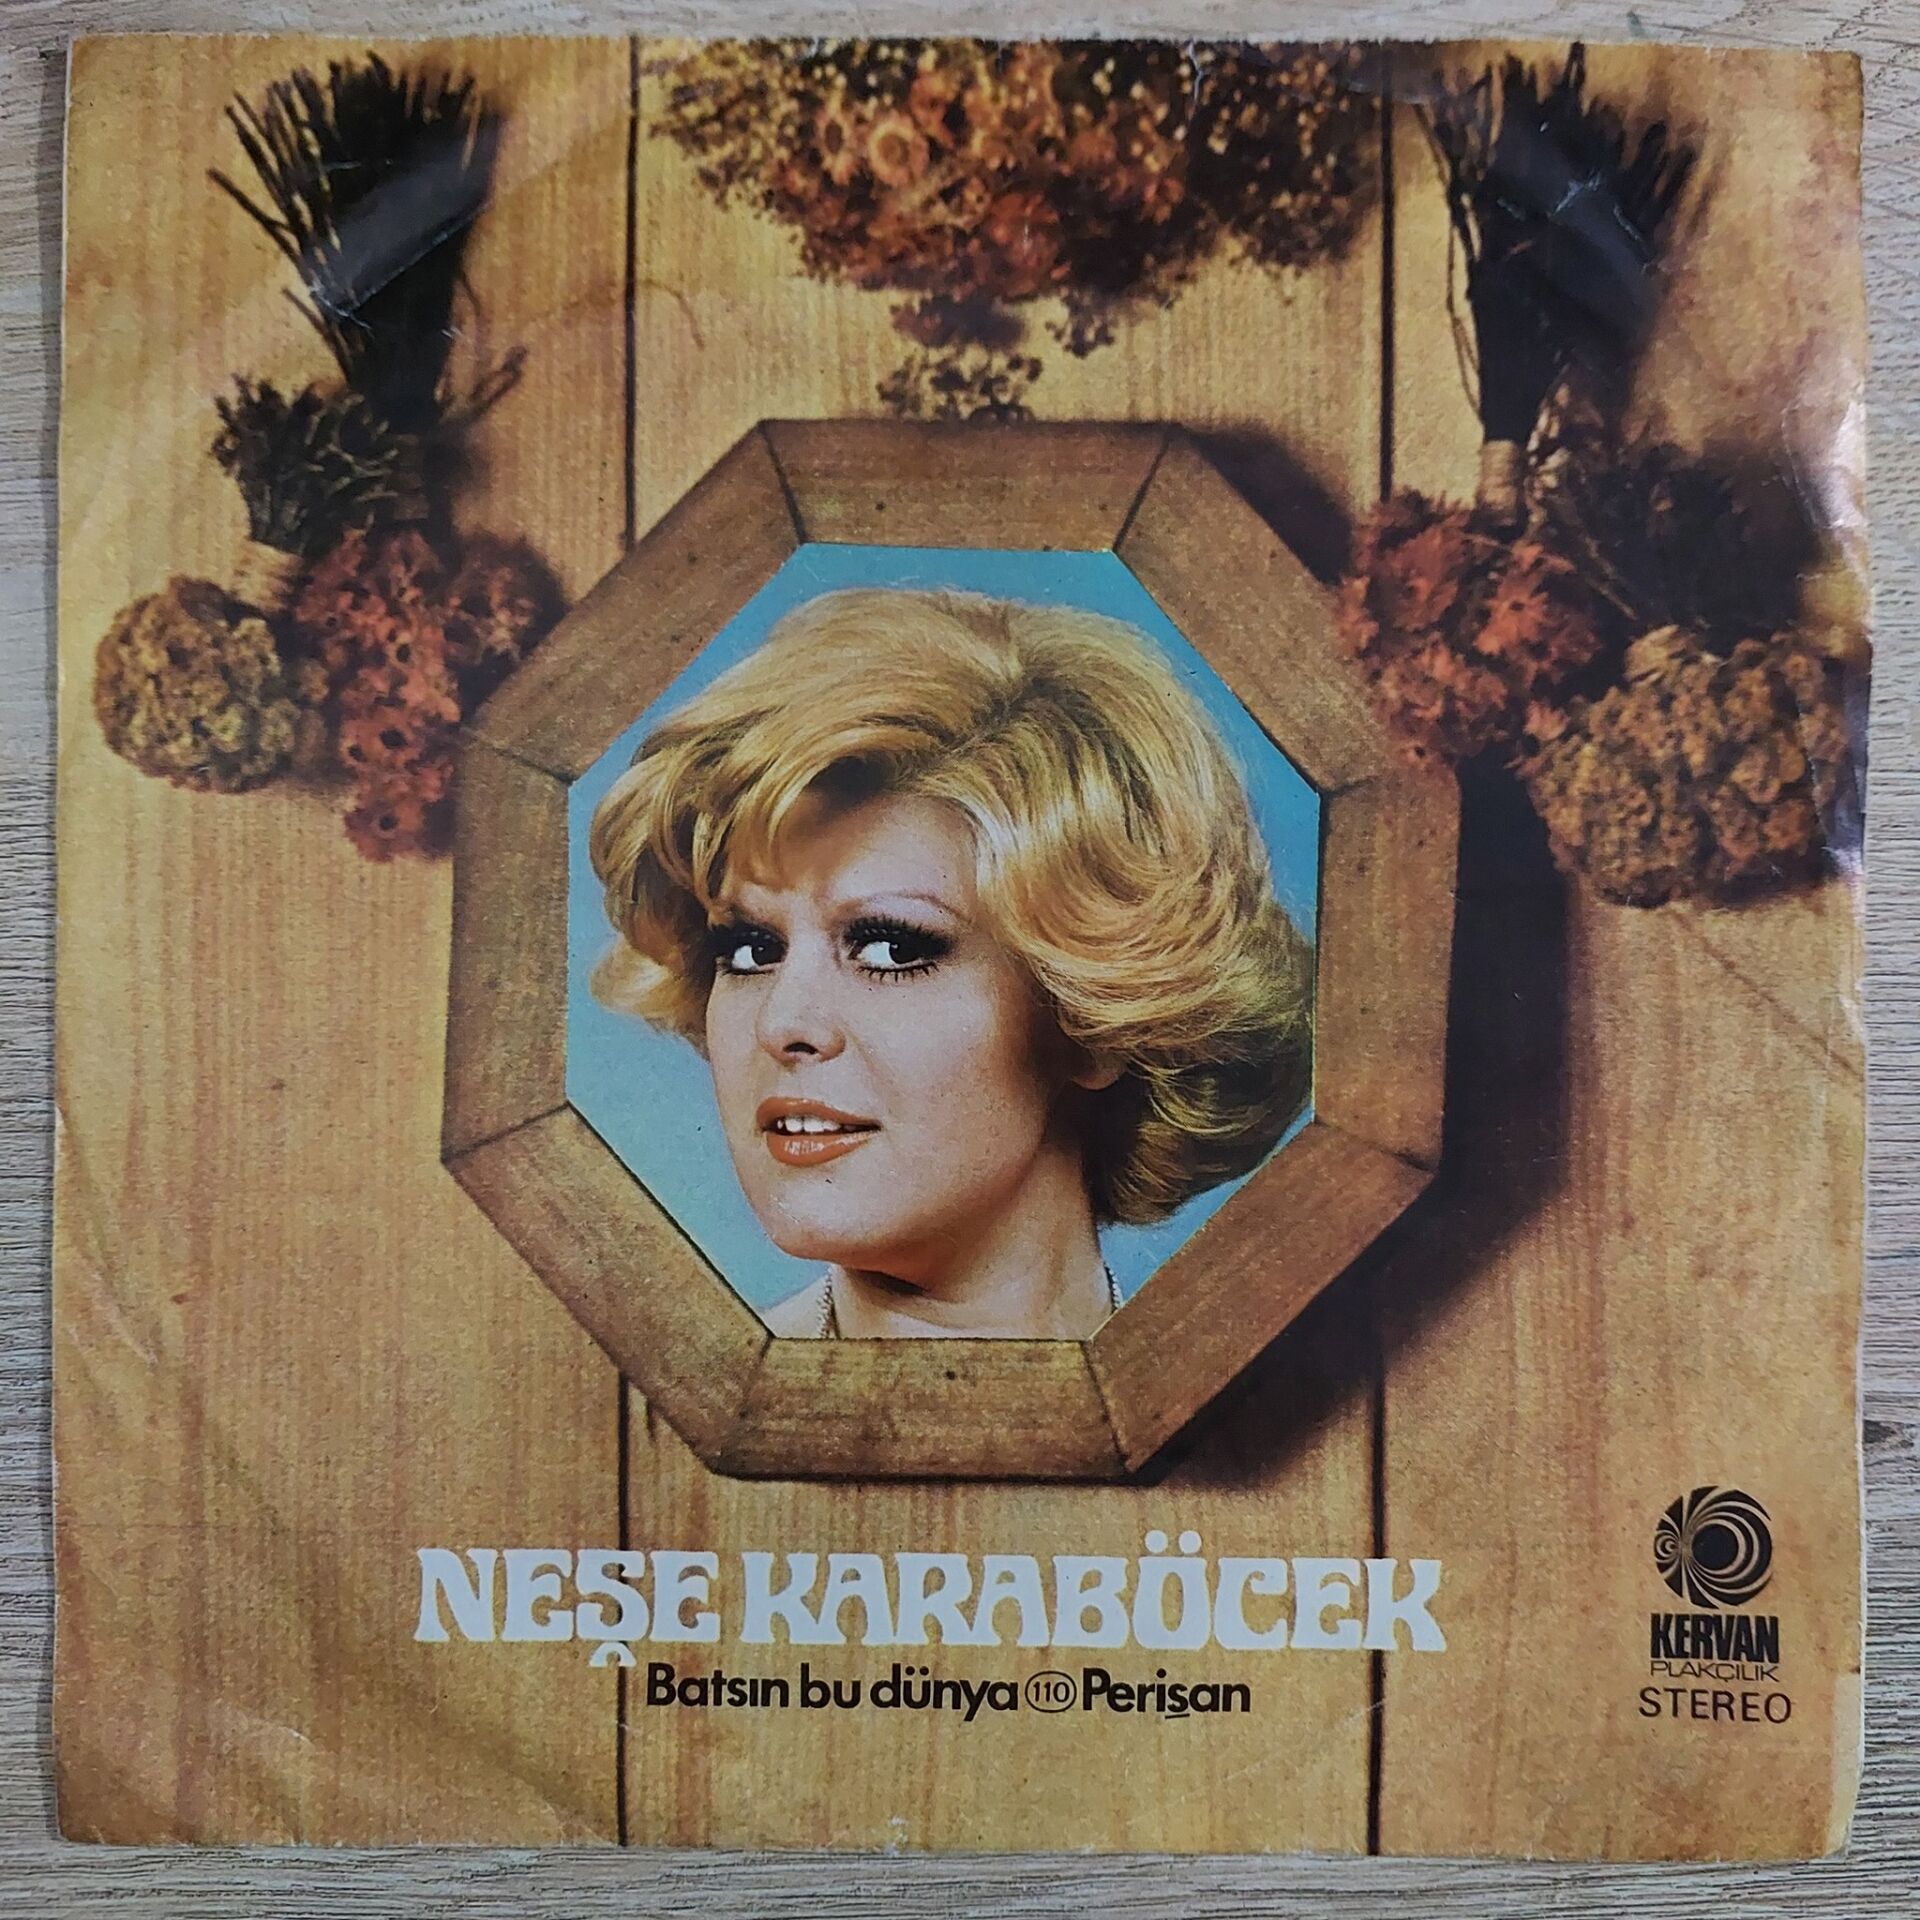 NEŞE KARABÖCEK
Batsın bu dünya 110 Perişan
KERVAN
PLAKÇILIK
STEREO